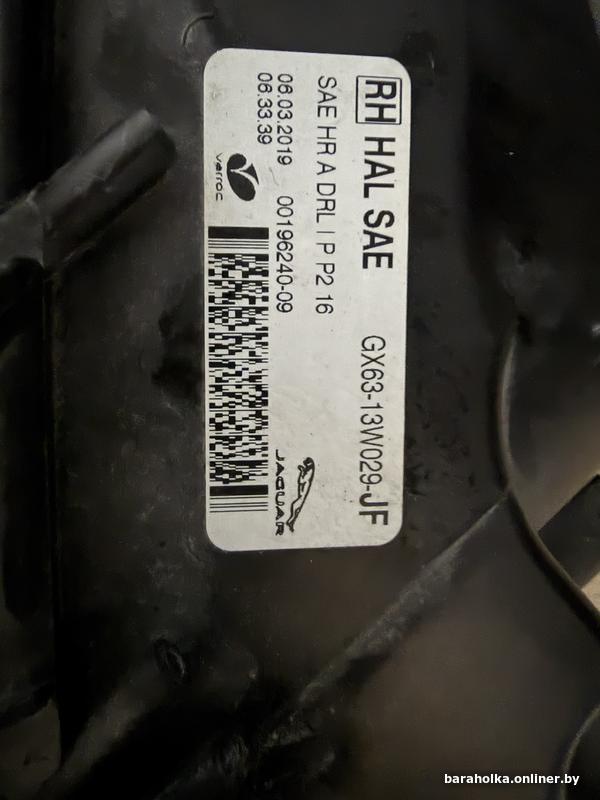 RH HAL SAE GX63-13W029-JF
SAE HR A DRL I P P2 16
06.03.2019 00196240-09
06.33.39
varroc
JAGUAR
baraholka.onliner.by